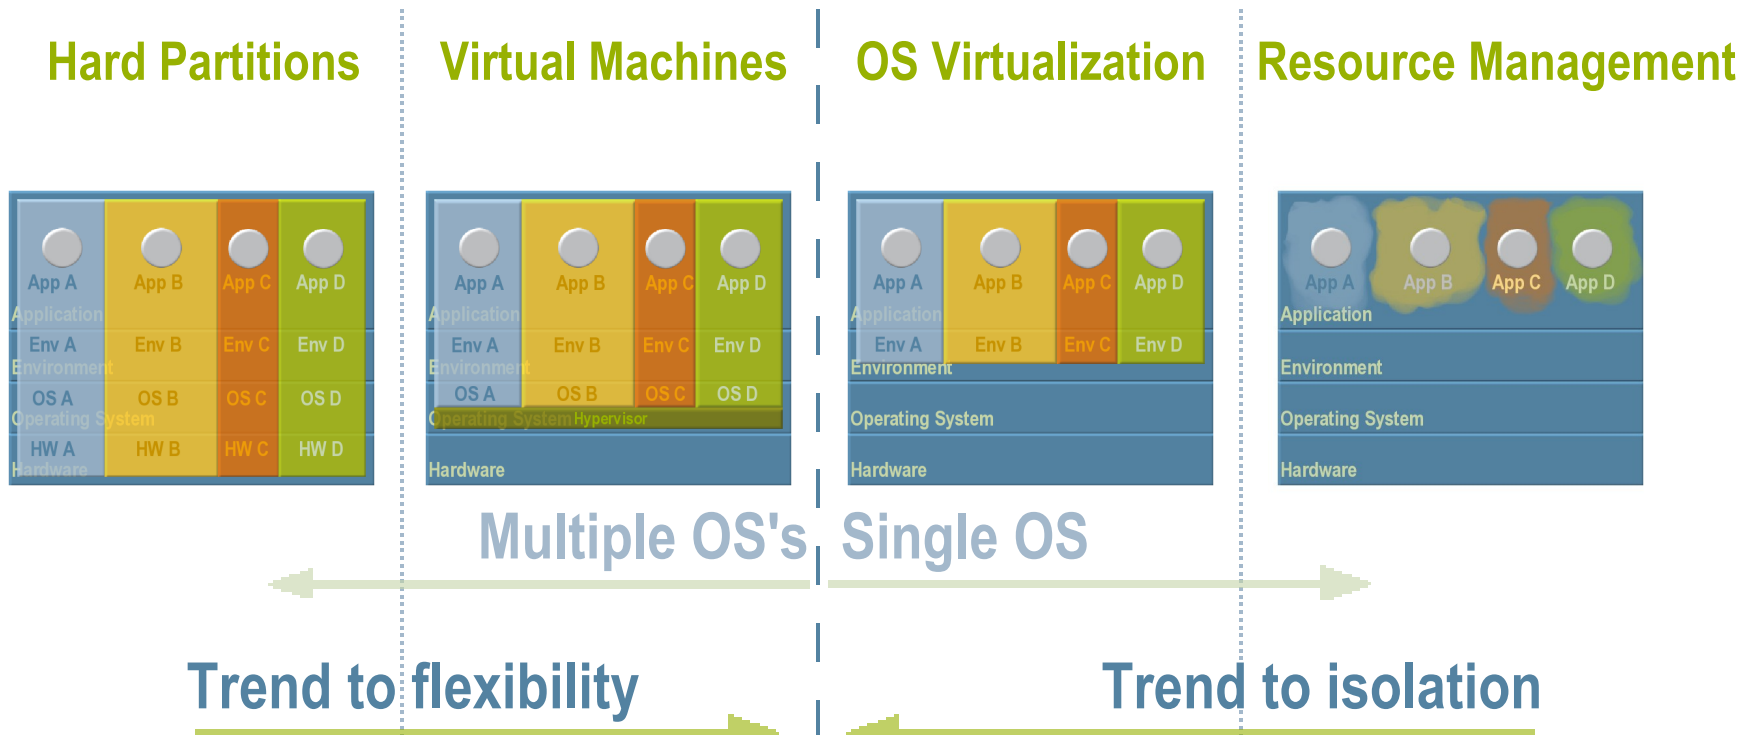 Hard Partitions
Virtual Machines
OS Virtualization
Resource Management
App A
App B
App C
App D
Application
Env A
Env B
Env C
Env D
Environment
OS A
OS B
OS C
OS D
Operating System
HW A
HW B
HW C
HW D
Hardware
App A
App B
App C
App D
Application
Env A
Env B
Env C
Env D
Environment
OS A
OS B
OS C
OS D
Operating System
Hypervisor
Hardware
App A
App B
App C
App D
Application
Env A
Env B
Env C
Env D
Environment
Operating System
Hardware
App A
App B
App C
App D
Application
Environment
Operating System
Hardware
Multiple OS's
Single OS
Trend to flexibility
Trend to isolation